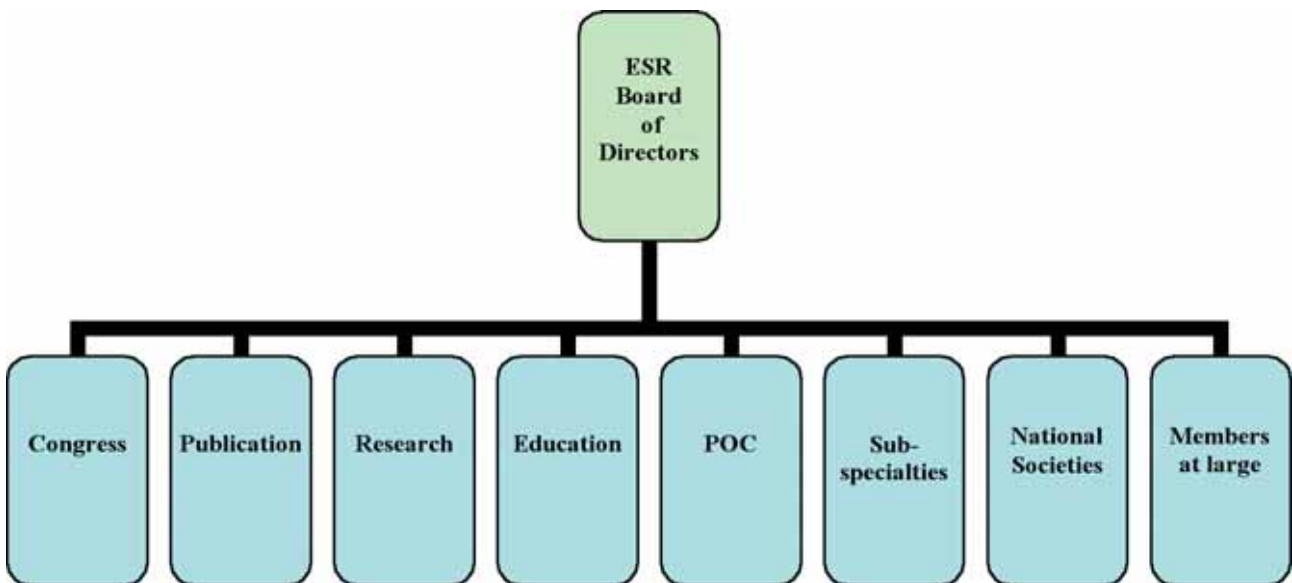 ESR
Board
of
Directors
Congress
Publication
Research
Education
POC
Sub-
specialties
National
Societies
Members
at large